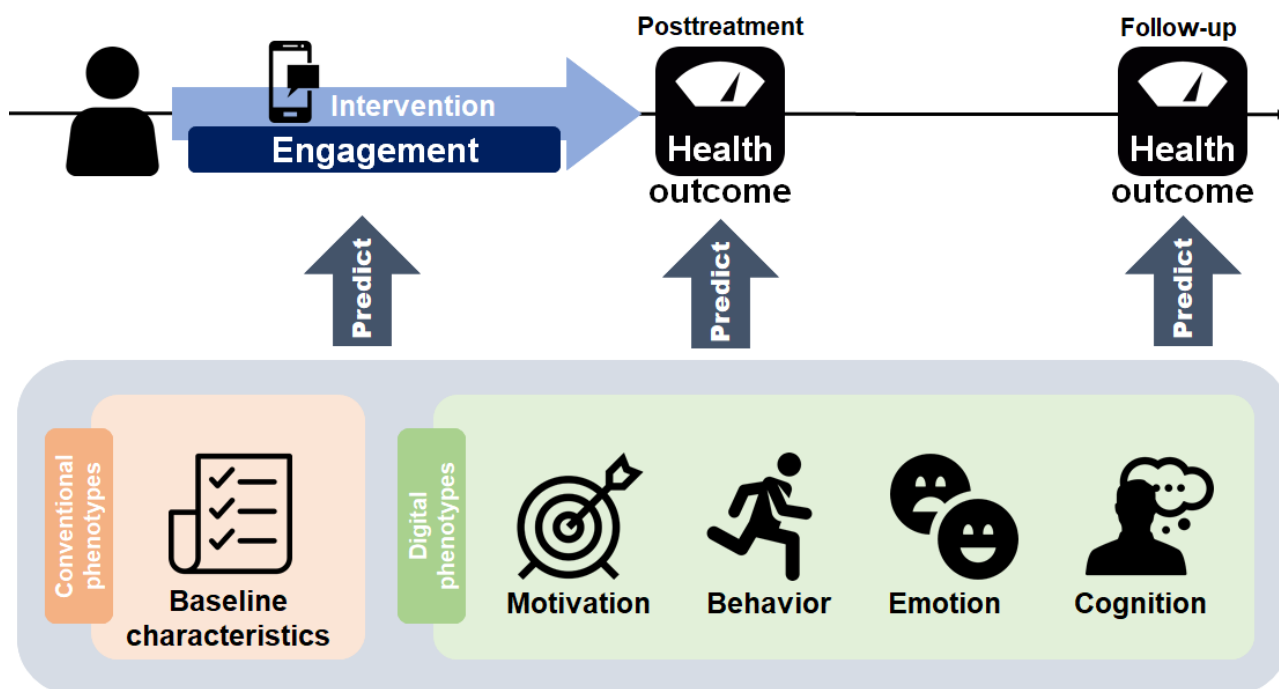 Posttreatment
Follow-up
Intervention
Engagement
Health
outcome
Health
outcome
Predict
Predict
Predict
Conventional
phenotypes
Baseline
characteristics
Digital
phenotypes
Motivation
Behavior
Emotion
Cognition